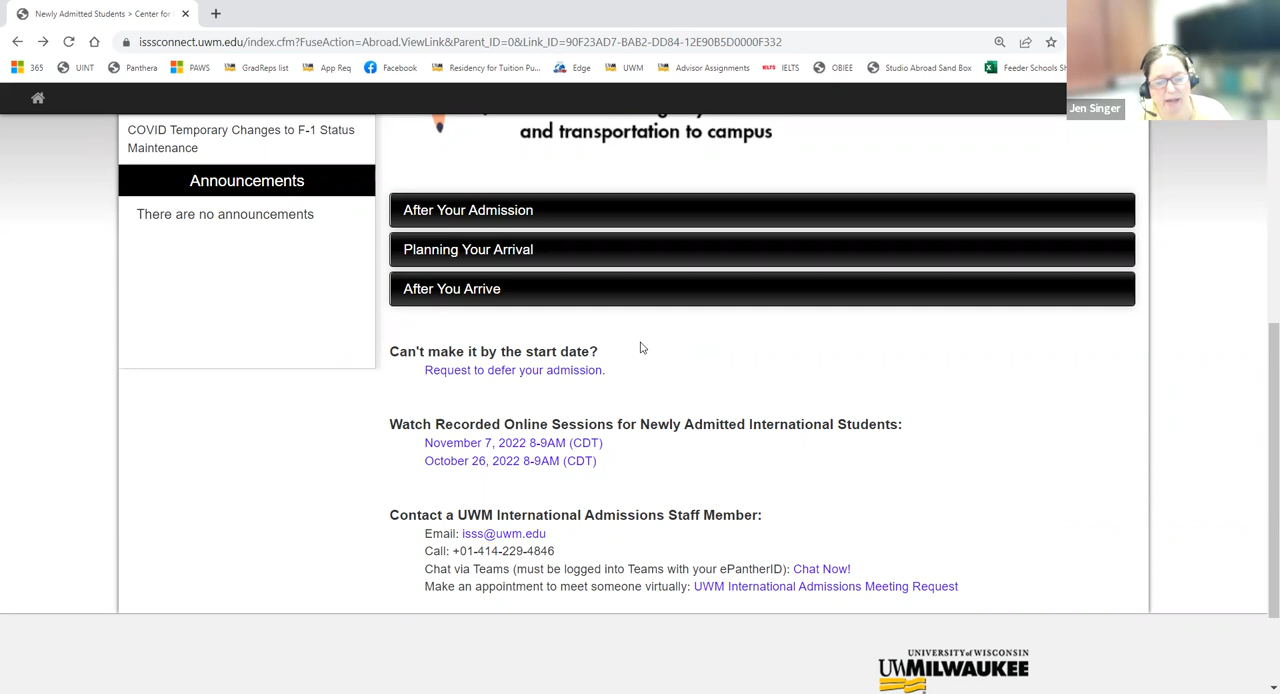 Newly Admitted Students > Center for
isssconnect.uwm.edu/index.cfm?FuseAction=Abroad.ViewLink&Parent_ID=0&Link_ID=90F23AD7-BAB2-DD84-12E90B5D0000F332
365 UINT Panthera PAWS GradReps list App Req Facebook Residency for Tuition Pu... Edge UWM Advisor Assignments IELTS IELTS OBIEE Studio Abroad Sand Box Feeder Schools Sh
Jen Singer
COVID Temporary Changes to F-1 Status
Maintenance
Announcements
There are no announcements
and transportation to campus
After Your Admission
Planning Your Arrival
After You Arrive
Can't make it by the start date?
Request to defer your admission.
Watch Recorded Online Sessions for Newly Admitted International Students:
November 7, 2022 8-9AM (CDT)
October 26, 2022 8-9AM (CDT)
Contact a UWM International Admissions Staff Member:
Email: isss@uwm.edu
Call: +01-414-229-4846
Chat via Teams (must be logged into Teams with your ePantherID): Chat Now!
Make an appointment to meet someone virtually: UWM International Admissions Meeting Request
UNIVERSITY of WISCONSIN
UWMILWAUKEE